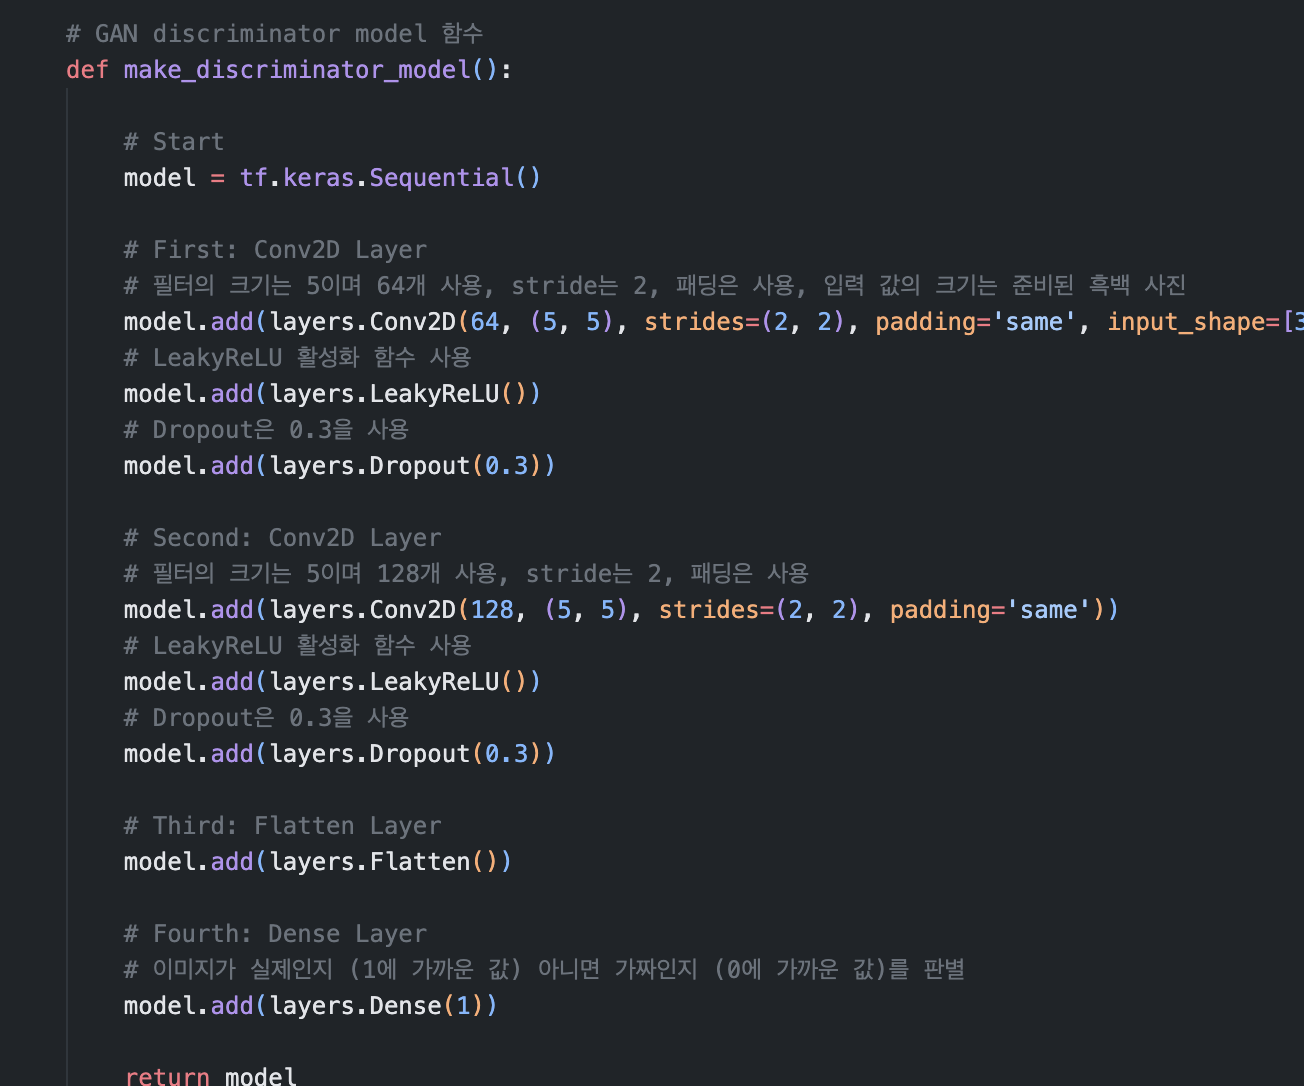 # GAN discriminator model 함수
def make_discriminator_model():
# Start
model = tf.keras.Sequential()
# First: Conv2D Layer
# 필터의 크기는 5이며 64개 사용, stride는 2, 패딩은 사용, 입력 값의 크기는 준비된 흑백 사진
model.add(layers.Conv2D(64, (5, 5), strides=(2, 2), padding='same', input_shape=[3
# LeakyReLU 활성화 함수 사용
model.add(layers.LeakyReLU())
# Dropout은 0.3을 사용
model.add(layers.Dropout(0.3))
# Second: Conv2D Layer
# 필터의 크기는 5이며 128개 사용, stride는 2, 패딩은 사용
model.add(layers.Conv2D(128, (5, 5), strides=(2, 2), padding='same'))
# LeakyReLU 활성화 함수 사용
model.add(layers.LeakyReLU())
# Dropout은 0.3을 사용
model.add(layers.Dropout(0.3))
# Third: Flatten Layer
model.add(layers.Flatten())
# Fourth: Dense Layer
# 이미지가 실제인지 (1에 가까운 값) 아니면 가짜인지 (0에 가까운 값)를 판별
model.add(layers.Dense(1))
return model